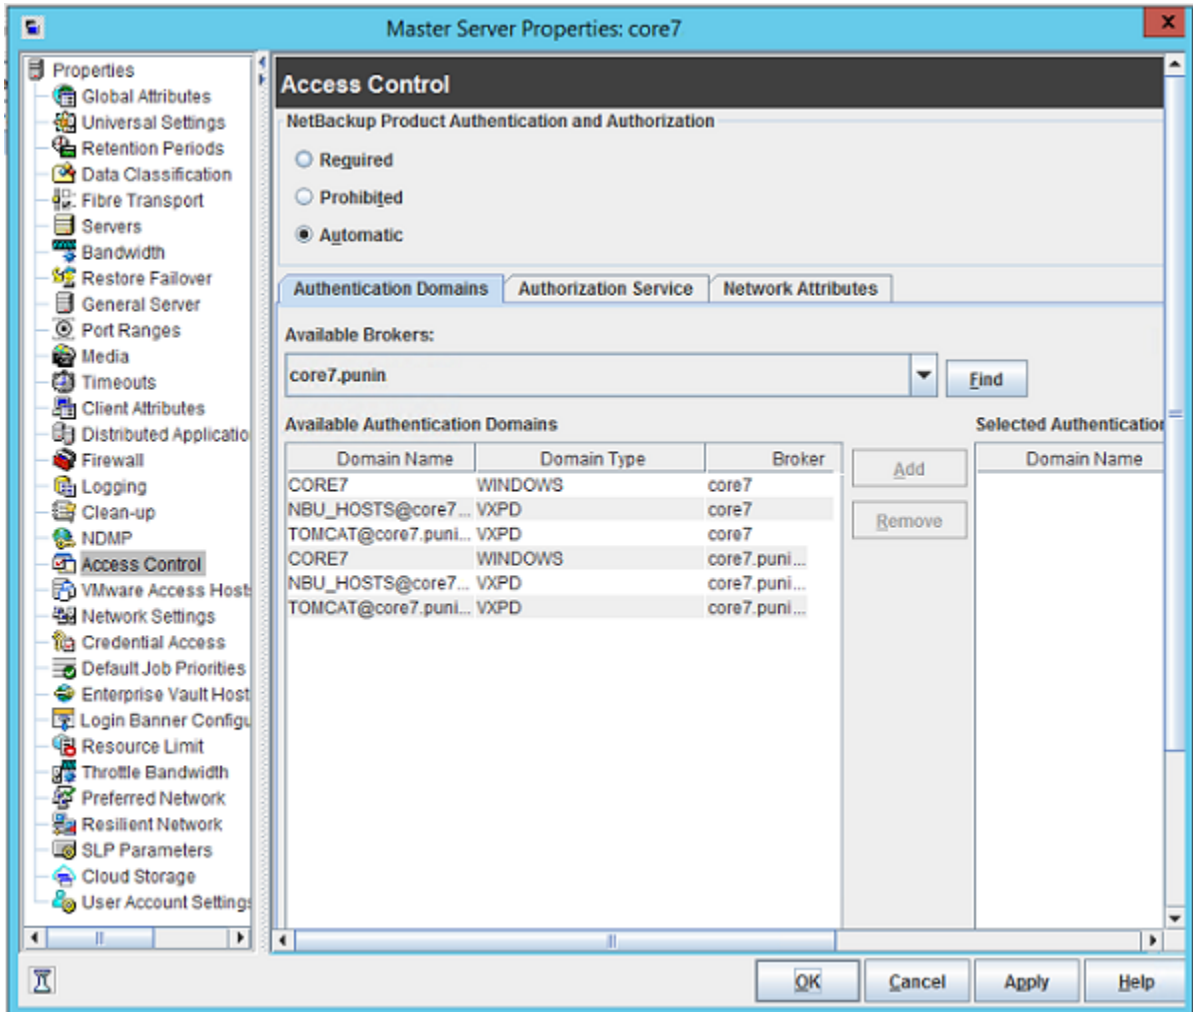 Master Server Properties: core7
x
Properties
Global Attributes
Universal Settings
Retention Periods
Data Classification
Fibre Transport
Servers
Bandwidth
Restore Failover
General Server
Port Ranges
Media
Timeouts
Client Attributes
Distributed Applicatio
Firewall
Logging
Clean-up
NDMP
Access Control
VMware Access Hosts
Network Settings
Credential Access
Default Job Priorities
Enterprise Vault Host
Login Banner Configu
Resource Limit
Throttle Bandwidth
Preferred Network
Resilient Network
SLP Parameters
Cloud Storage
User Account Settings
Access Control
NetBackup Product Authentication and Authorization
Required
Prohibited
Automatic
Authentication Domains Authorization Service Network Attributes
Available Brokers:
core7.punin Find
Available Authentication Domains Selected Authentication
Domain Name Domain Type Broker Add Domain Name
CORE7 WINDOWS core7
NBU_HOSTS@core7... VXPD core7
Remove
TOMCAT@core7.puni... VXPD core7
CORE7 WINDOWS core7.puni...
NBU_HOSTS@core7... VXPD core7.puni...
TOMCAT@core7.puni... VXPD core7.puni...
OK Cancel Apply Help